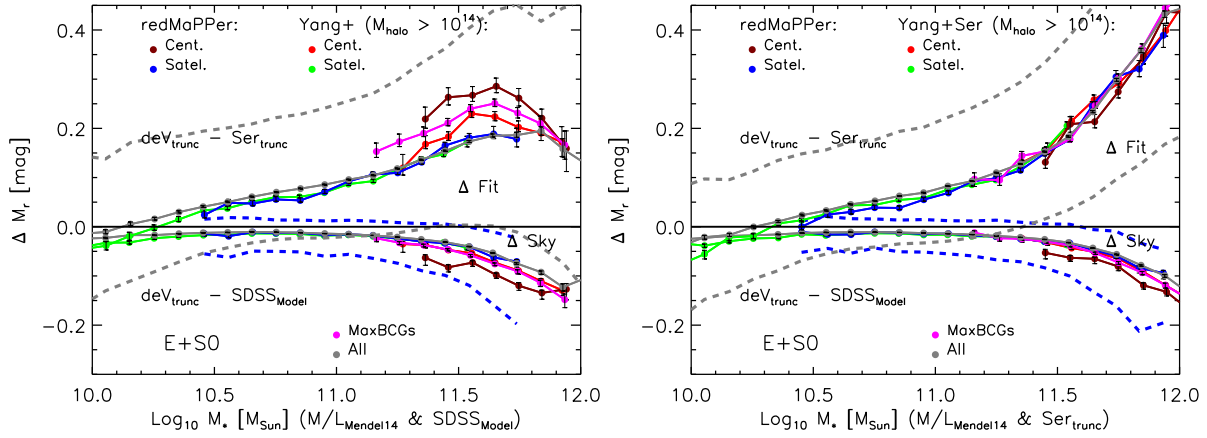 redMaPPer: Yang+ (M_halo > 10^14):
Cent. Cent.
Satel. Satel.
deV_trunc − Ser_trunc
Δ Fit
Δ Sky
deV_trunc − SDSS_Model
MaxBCGs
All
E+S0
0.4
0.2
0.0
−0.2
Δ M_r [mag]
10.0 10.5 11.0 11.5 12.0
Log_10 M_* [M_Sun] (M/L_Mendel14 & SDSS_Model)
redMaPPer: Yang+Ser (M_halo > 10^14):
Cent. Cent.
Satel. Satel.
deV_trunc − Ser_trunc
Δ Fit
Δ Sky
deV_trunc − SDSS_Model
MaxBCGs
All
E+S0
0.4
0.2
0.0
−0.2
Δ M_r [mag]
10.0 10.5 11.0 11.5 12.0
Log_10 M_* [M_Sun] (M/L_Mendel14 & Ser_trunc)